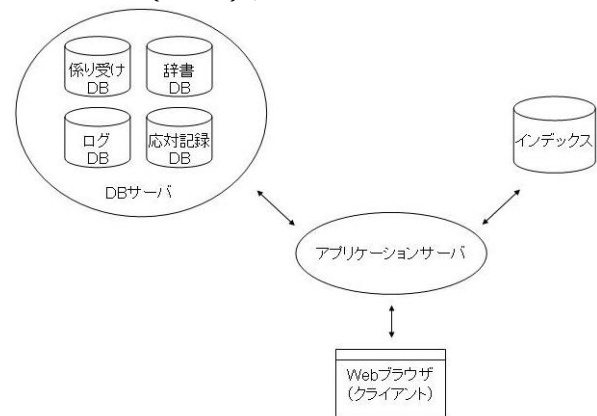 係り受け
DB
辞書
DB
ログ
DB
応対記録
DB
DBサーバ
インデックス
アプリケーションサーバ
Webブラウザ
(クライアント)